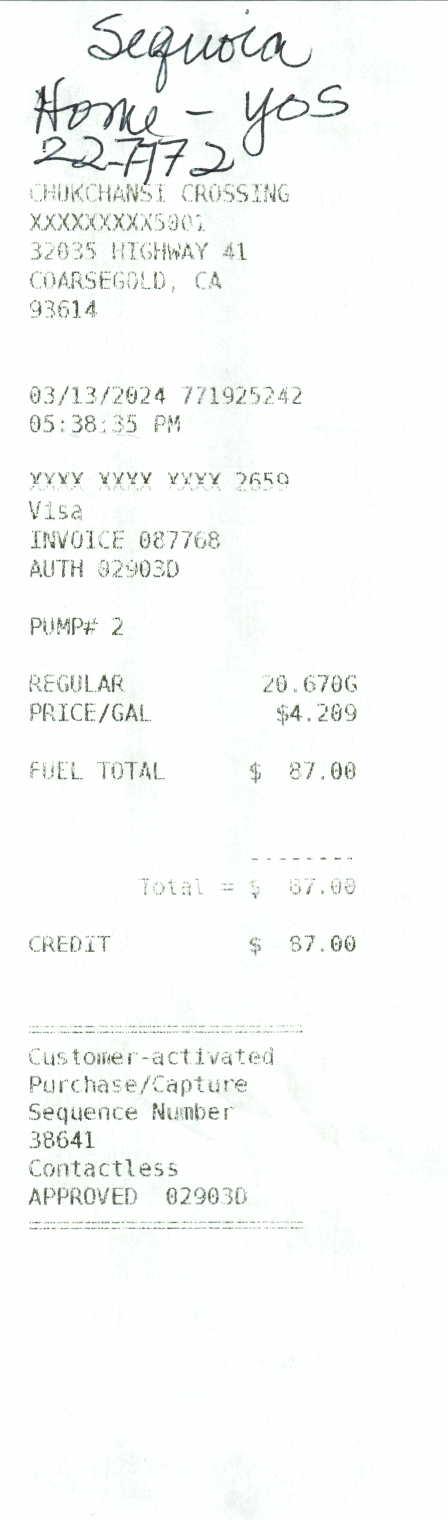 Sequoia
Home - YOS
22-7172
CHUKCHANSI CROSSING
XXXXXXXXX5001
32035 HIGHWAY 41
COARSEGOLD, CA
93614
03/13/2024 771925242
05:38:35 PM
XXXX XXXX XXXX 2659
Visa
INVOICE 087768
AUTH 02903D
PUMP# 2
REGULAR 20.670G
PRICE/GAL $4.209
FUEL TOTAL $ 87.00
--------
Total = $ 87.00
CREDIT $ 87.00
====================
Customer-activated
Purchase/Capture
Sequence Number
38641
Contactless
APPROVED 02903D
====================